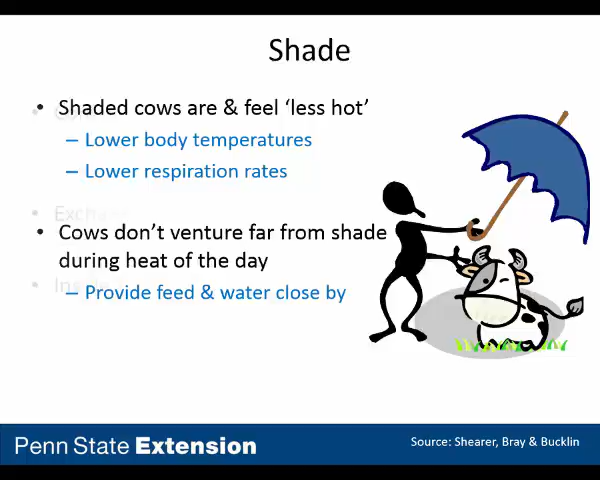 Shade
• Shaded cows are & feel ‘less hot’
– Lower body temperatures
– Lower respiration rates
• Cows don’t venture far from shade
during heat of the day
– Provide feed & water close by
Penn State Extension
Source: Shearer, Bray & Bucklin